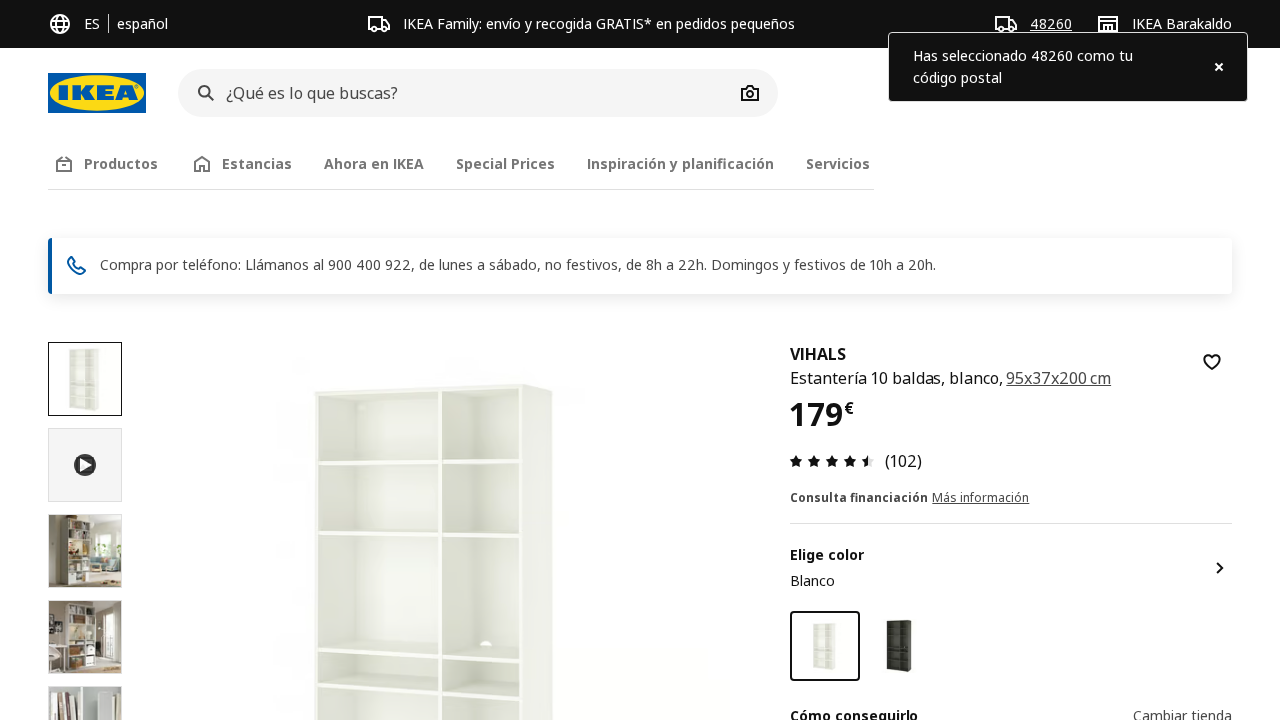 ES
español
IKEA Family: envío y recogida GRATIS* en pedidos pequeños
48260
IKEA Barakaldo
Has seleccionado 48260 como tu
código postal
IKEA
¿Qué es lo que buscas?
Productos
Estancias
Ahora en IKEA
Special Prices
Inspiración y planificación
Servicios
Compra por teléfono: Llámanos al 900 400 922, de lunes a sábado, no festivos, de 8h a 22h. Domingos y festivos de 10h a 20h.
VIHALS
Estantería 10 baldas, blanco, 95x37x200 cm
179€
(102)
Consulta financiación Más información
Elige color
Blanco
Cómo conseguirlo
Cambiar tienda